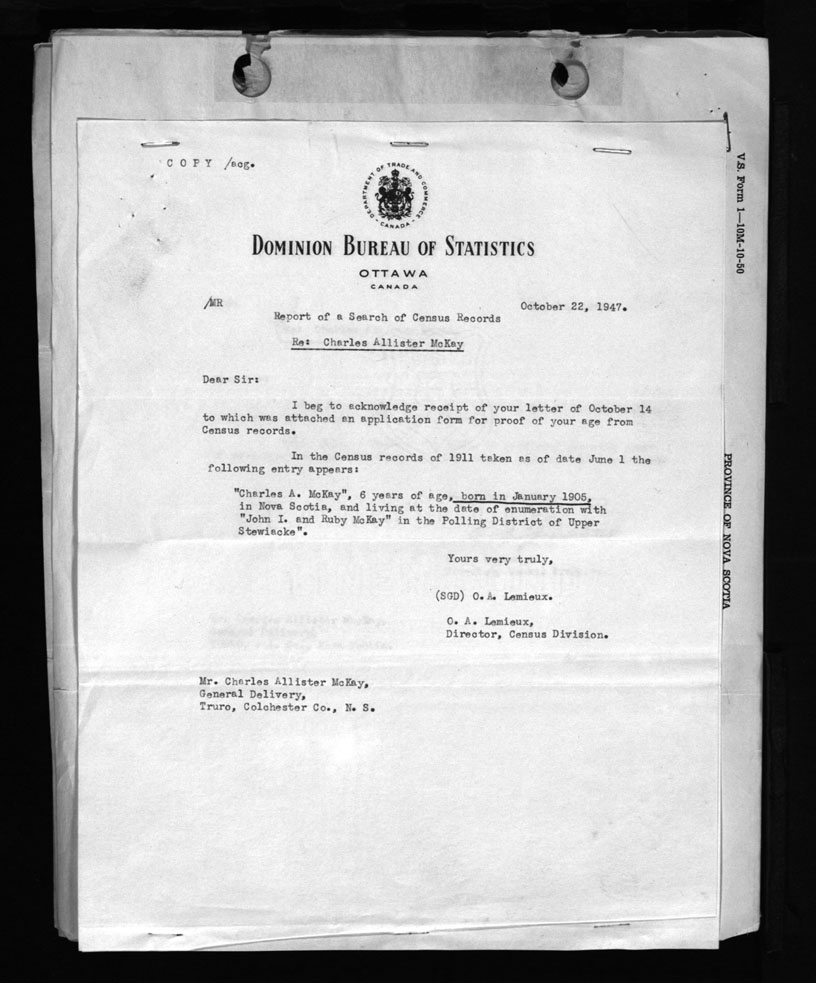 COPY /acg.
DEPARTMENT OF TRADE AND COMMERCE
CANADA
DOMINION BUREAU OF STATISTICS
OTTAWA
CANADA
/MR
October 22, 1947.
Report of a Search of Census Records
Re: Charles Allister McKay
Dear Sir:
I beg to acknowledge receipt of your letter of October 14
to which was attached an application form for proof of your age from
Census records.
In the Census records of 1911 taken as of date June 1 the
following entry appears:
"Charles A. McKay", 6 years of age, born in January 1905,
in Nova Scotia, and living at the date of enumeration with
"John I. and Ruby McKay" in the Polling District of Upper
Stewiacke".
Yours very truly,
(SGD) O.A. Lemieux.
O. A. Lemieux,
Director, Census Division.
Mr. Charles Allister McKay,
General Delivery,
Truro, Colchester Co., N. S.
V.S. Form 1—10M-10-50
PROVINCE OF NOVA SCOTIA